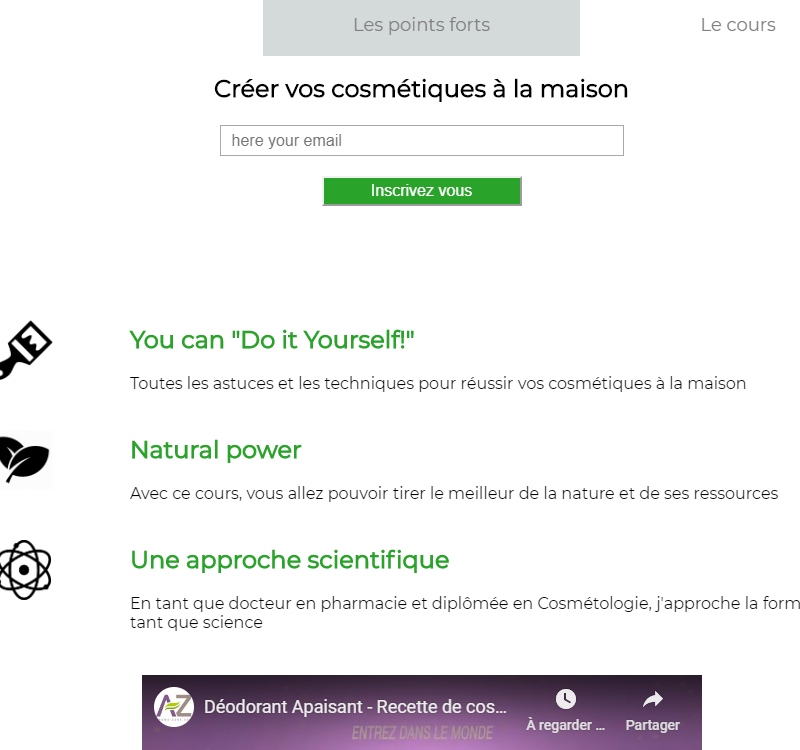 Les points forts
Le cours
Créer vos cosmétiques à la maison
here your email
Inscrivez vous
You can "Do it Yourself!"
Toutes les astuces et les techniques pour réussir vos cosmétiques à la maison
Natural power
Avec ce cours, vous allez pouvoir tirer le meilleur de la nature et de ses ressources
Une approche scientifique
En tant que docteur en pharmacie et diplômée en Cosmétologie, j'approche la form
tant que science
AZ
Déodorant Apaisant - Recette de cos...
À regarder ...
Partager
ENTREZ DANS LE MONDE